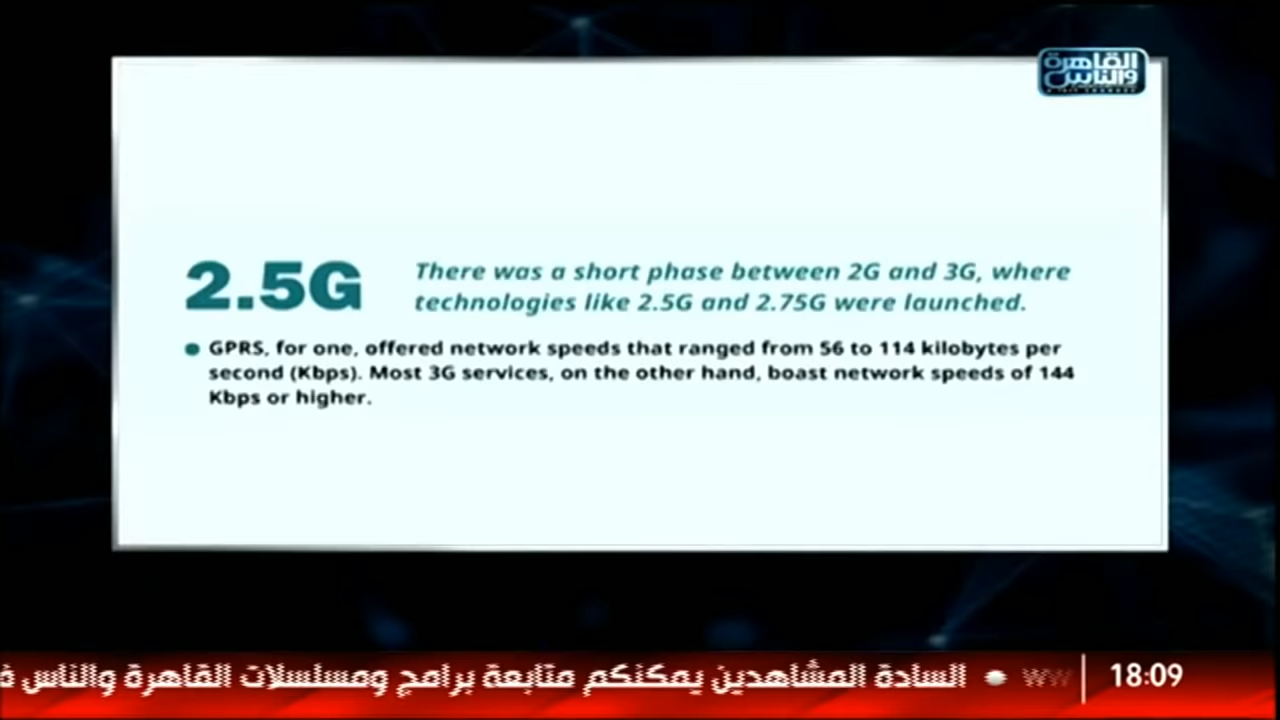 القاهرة
والناس
2.5G
There was a short phase between 2G and 3G, where
technologies like 2.5G and 2.75G were launched.
GPRS, for one, offered network speeds that ranged from 56 to 114 kilobytes per
second (Kbps). Most 3G services, on the other hand, boast network speeds of 144
Kbps or higher.
السادة المشاهدين يمكنكم متابعة برامج ومسلسلات القاهرة والناس
18:09